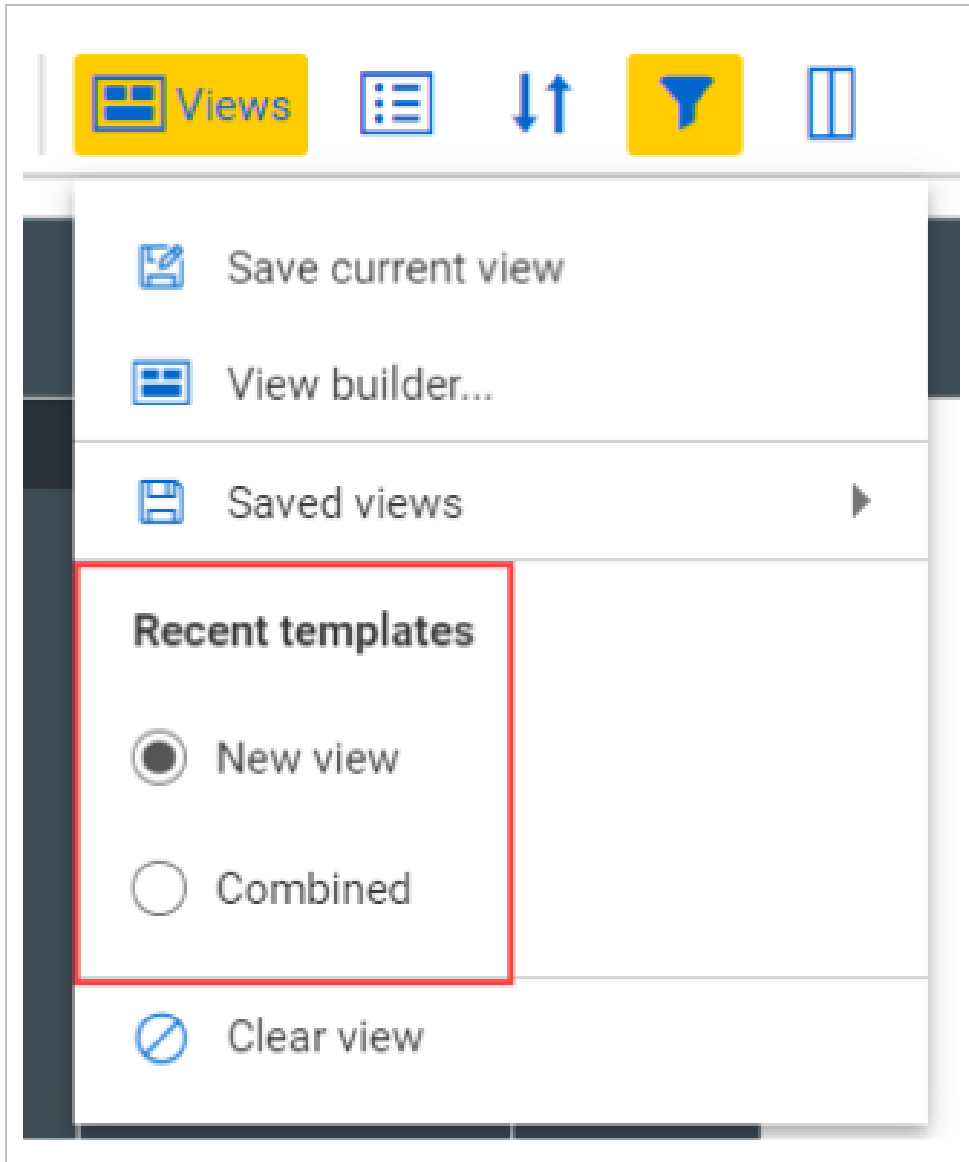 Views
Save current view
View builder...
Saved views
Recent templates
New view
Combined
Clear view